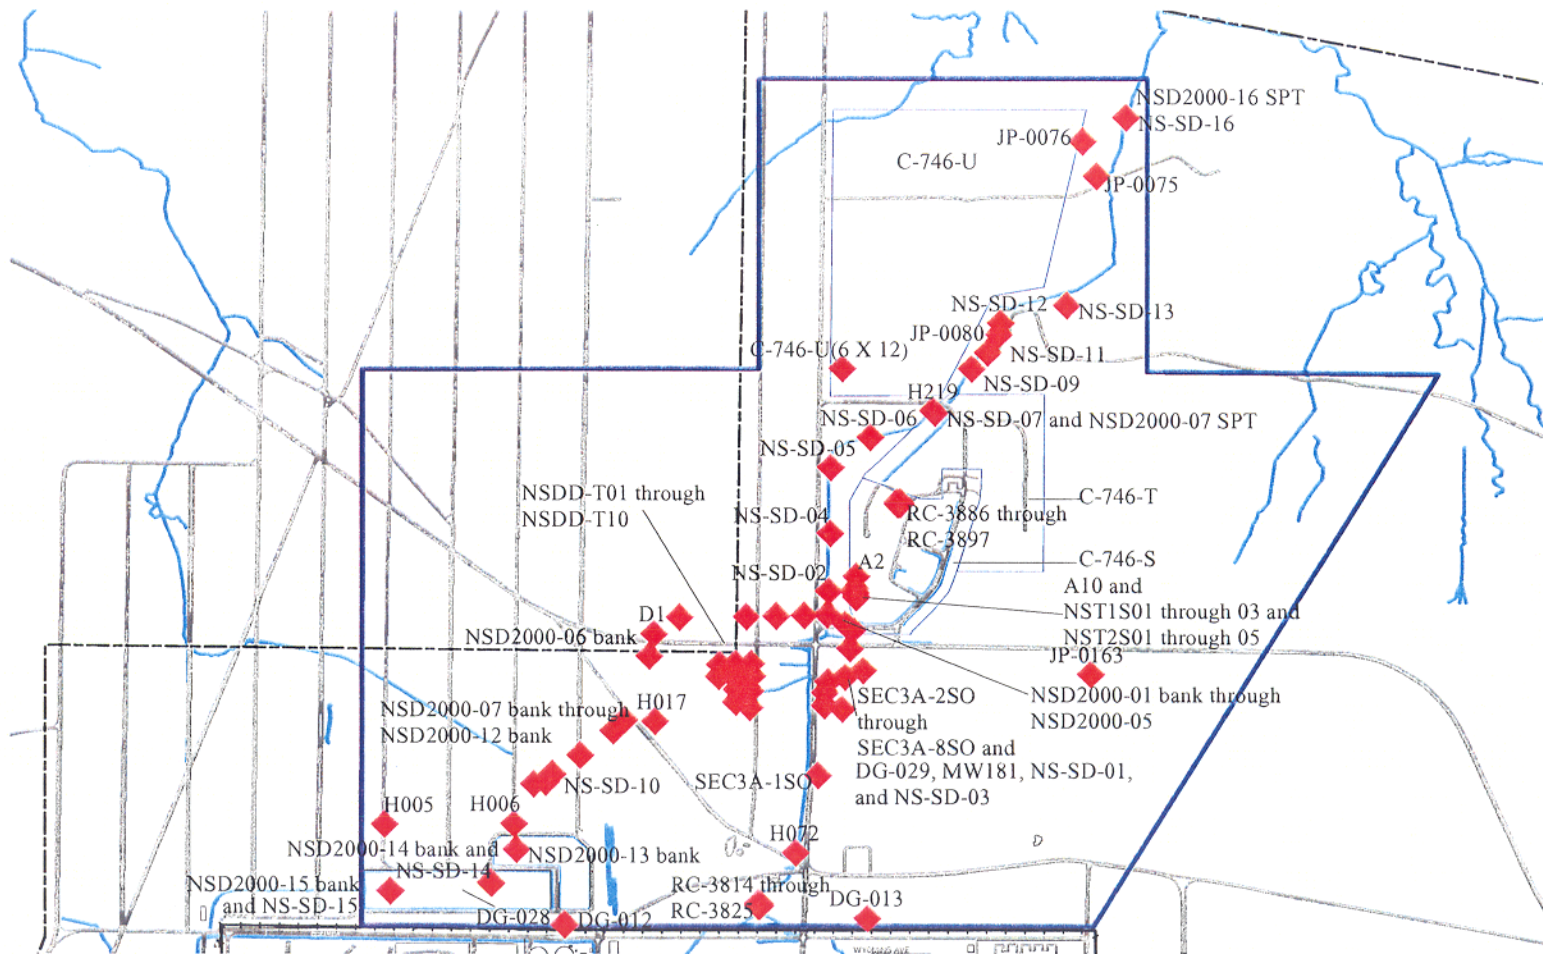 NSD2000-16 SPT
NS-SD-16
JP-0076
C-746-U
JP-0075
NS-SD-12
NS-SD-13
JP-0080
C-746-U(6 X 12)
NS-SD-11
NS-SD-09
H219
NS-SD-06
NS-SD-07 and NSD2000-07 SPT
NS-SD-05
NSDD-T01 through
NSDD-T10
C-746-T
NS-SD-04
RC-3886 through
RC-3897
C-746-S
A2
NS-SD-02
A10 and
NST1S01 through 03 and
NST2S01 through 05
D1
NSD2000-06 bank
JP-0163
SEC3A-2SO
through
SEC3A-8SO and
DG-029, MW181, NS-SD-01,
and NS-SD-03
NSD2000-01 bank through
NSD2000-05
H017
NSD2000-07 bank through
NSD2000-12 bank
NS-SD-10
SEC3A-1SO
H005
H006
H072
NSD2000-14 bank and
NS-SD-14
NSD2000-13 bank
NSD2000-15 bank
and NS-SD-15
RC-3814 through
RC-3825
DG-013
DG-028
DG-012